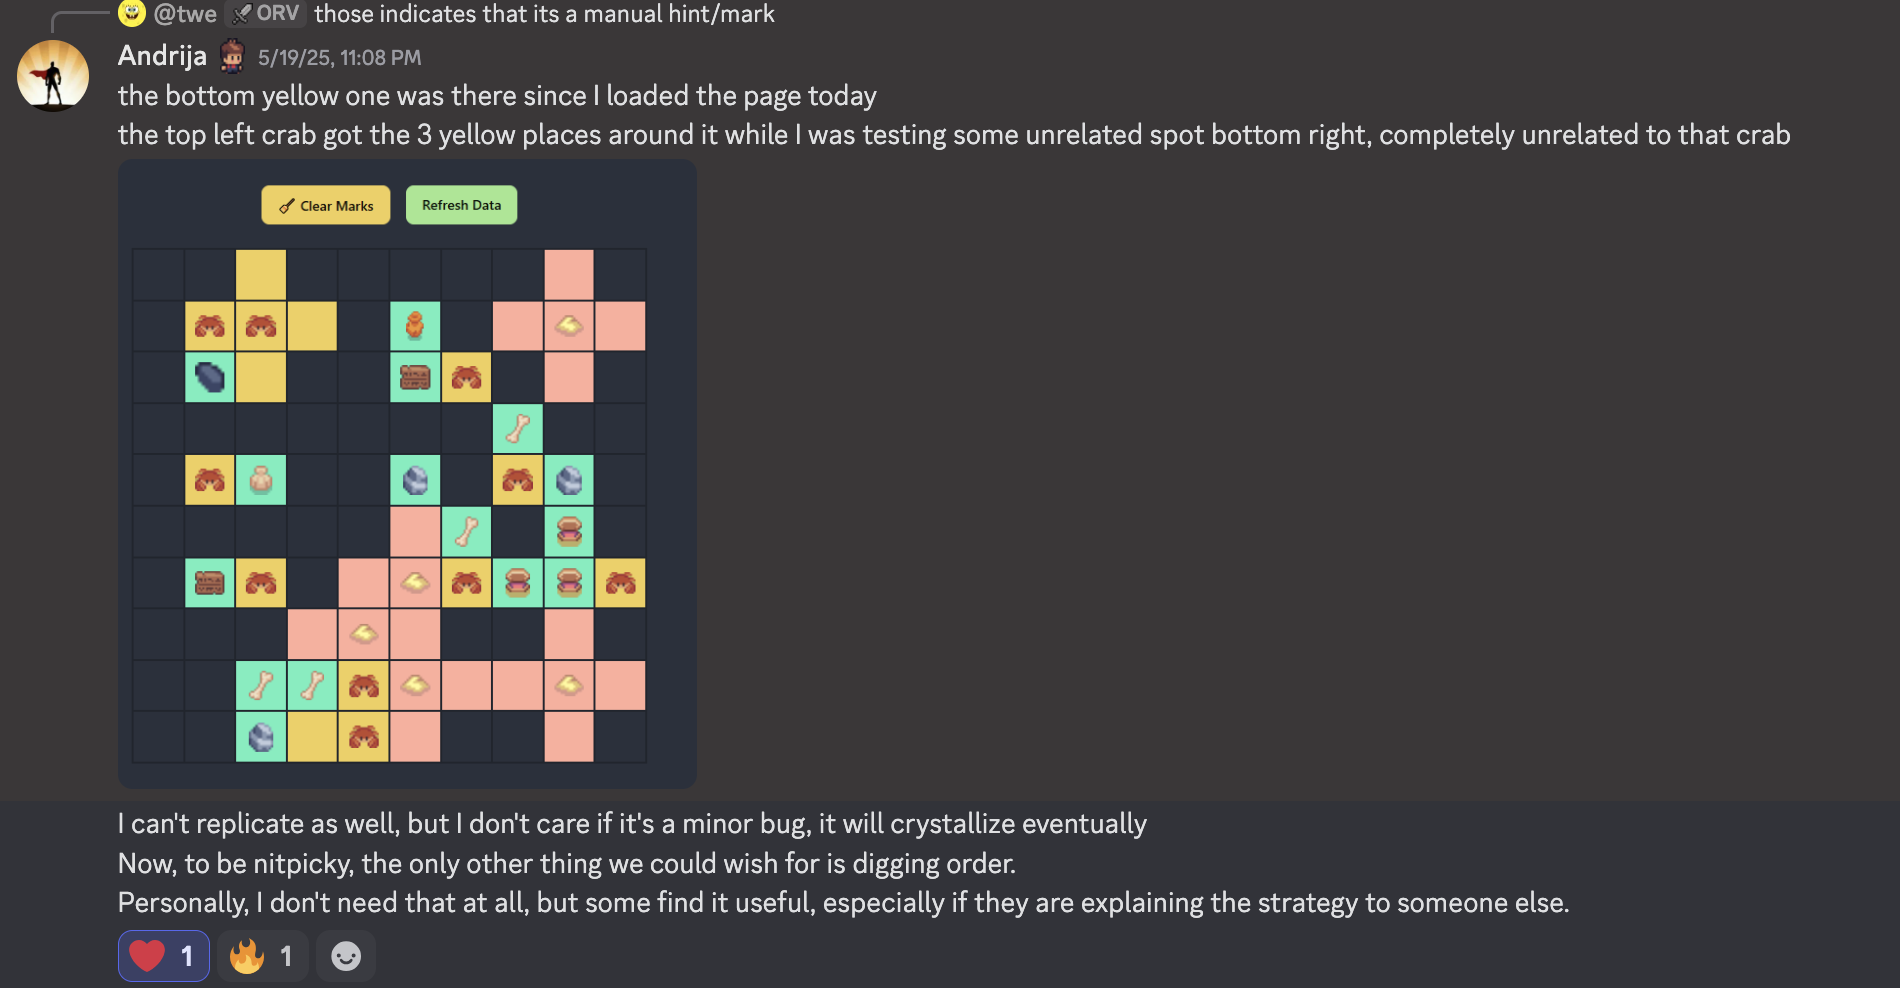 @twe ORV those indicates that its a manual hint/mark
Andrija 5/19/25, 11:08 PM
the bottom yellow one was there since I loaded the page today
the top left crab got the 3 yellow places around it while I was testing some unrelated spot bottom right, completely unrelated to that crab
Clear Marks Refresh Data
I can't replicate as well, but I don't care if it's a minor bug, it will crystallize eventually
Now, to be nitpicky, the only other thing we could wish for is digging order.
Personally, I don't need that at all, but some find it useful, especially if they are explaining the strategy to someone else.
1 1